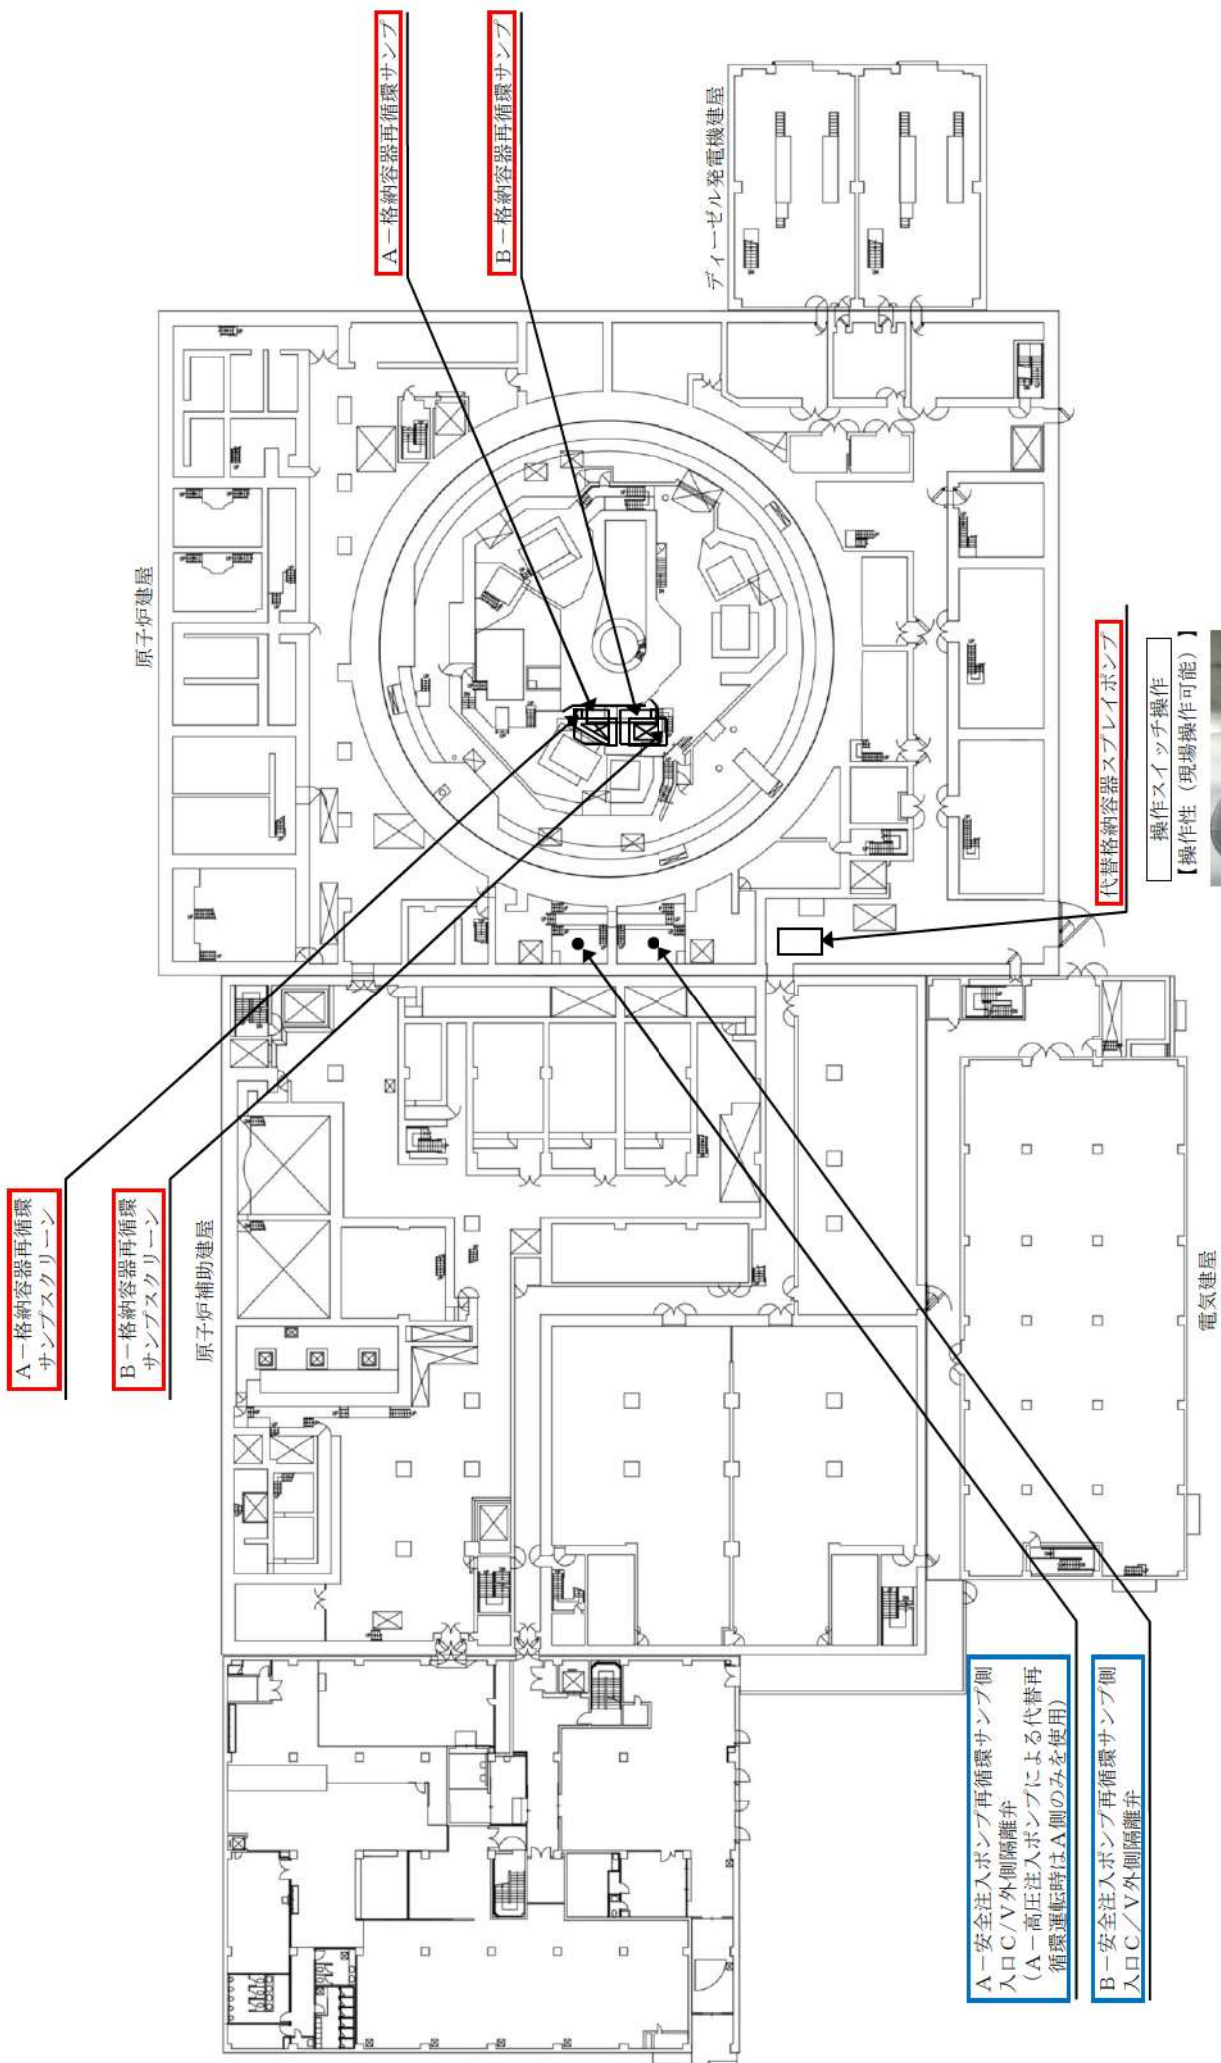 A－格納容器再循環
サンプスクリーン
B－格納容器再循環
サンプスクリーン
A－格納容器再循環サンプ
B－格納容器再循環サンプ
原子炉建屋
ディーゼル発電機建屋
原子炉補助建屋
電気建屋
代替格納容器スプレイポンプ
操作スイッチ操作
【操作性（現場操作可能）】
A－安全注入ポンプ再循環サンプ側
入口C/V外側隔離弁
（A－高圧注入ポンプによる代替再
循環運転時はA側のみを使用）
B－安全注入ポンプ再循環サンプ側
入口C／V外側隔離弁